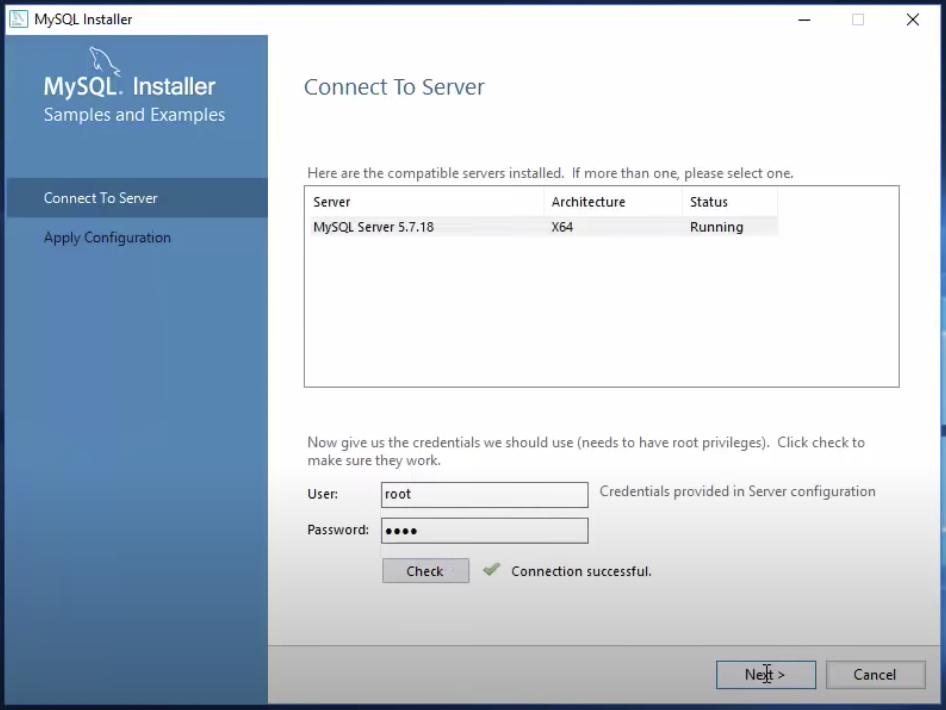 MySQL Installer
MySQL. Installer
Samples and Examples
Connect To Server
Apply Configuration
Connect To Server
Here are the compatible servers installed. If more than one, please select one.
Server Architecture Status
MySQL Server 5.7.18 X64 Running
Now give us the credentials we should use (needs to have root privileges). Click check to
make sure they work.
User: root Credentials provided in Server configuration
Password: ●●●●
Check Connection successful.
Next > Cancel